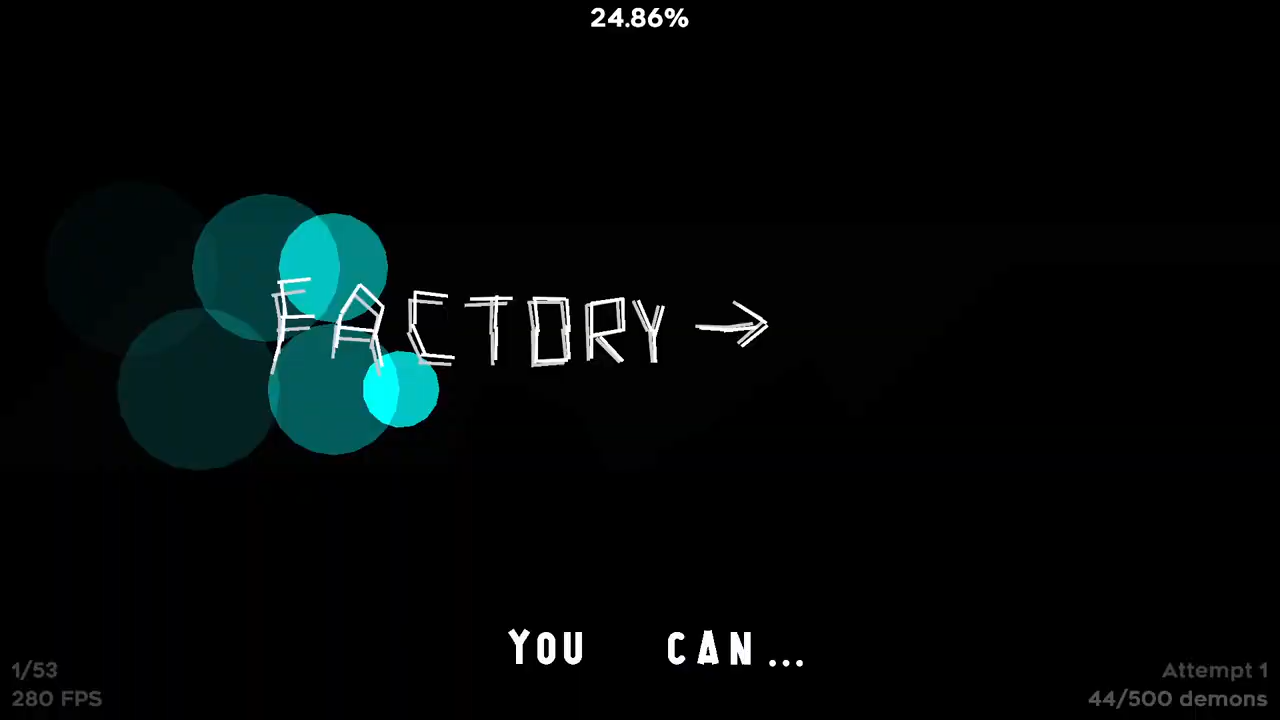 24.86%
FACTORY →
YOU CAN...
1/53
280 FPS
Attempt 1
44/500 demons